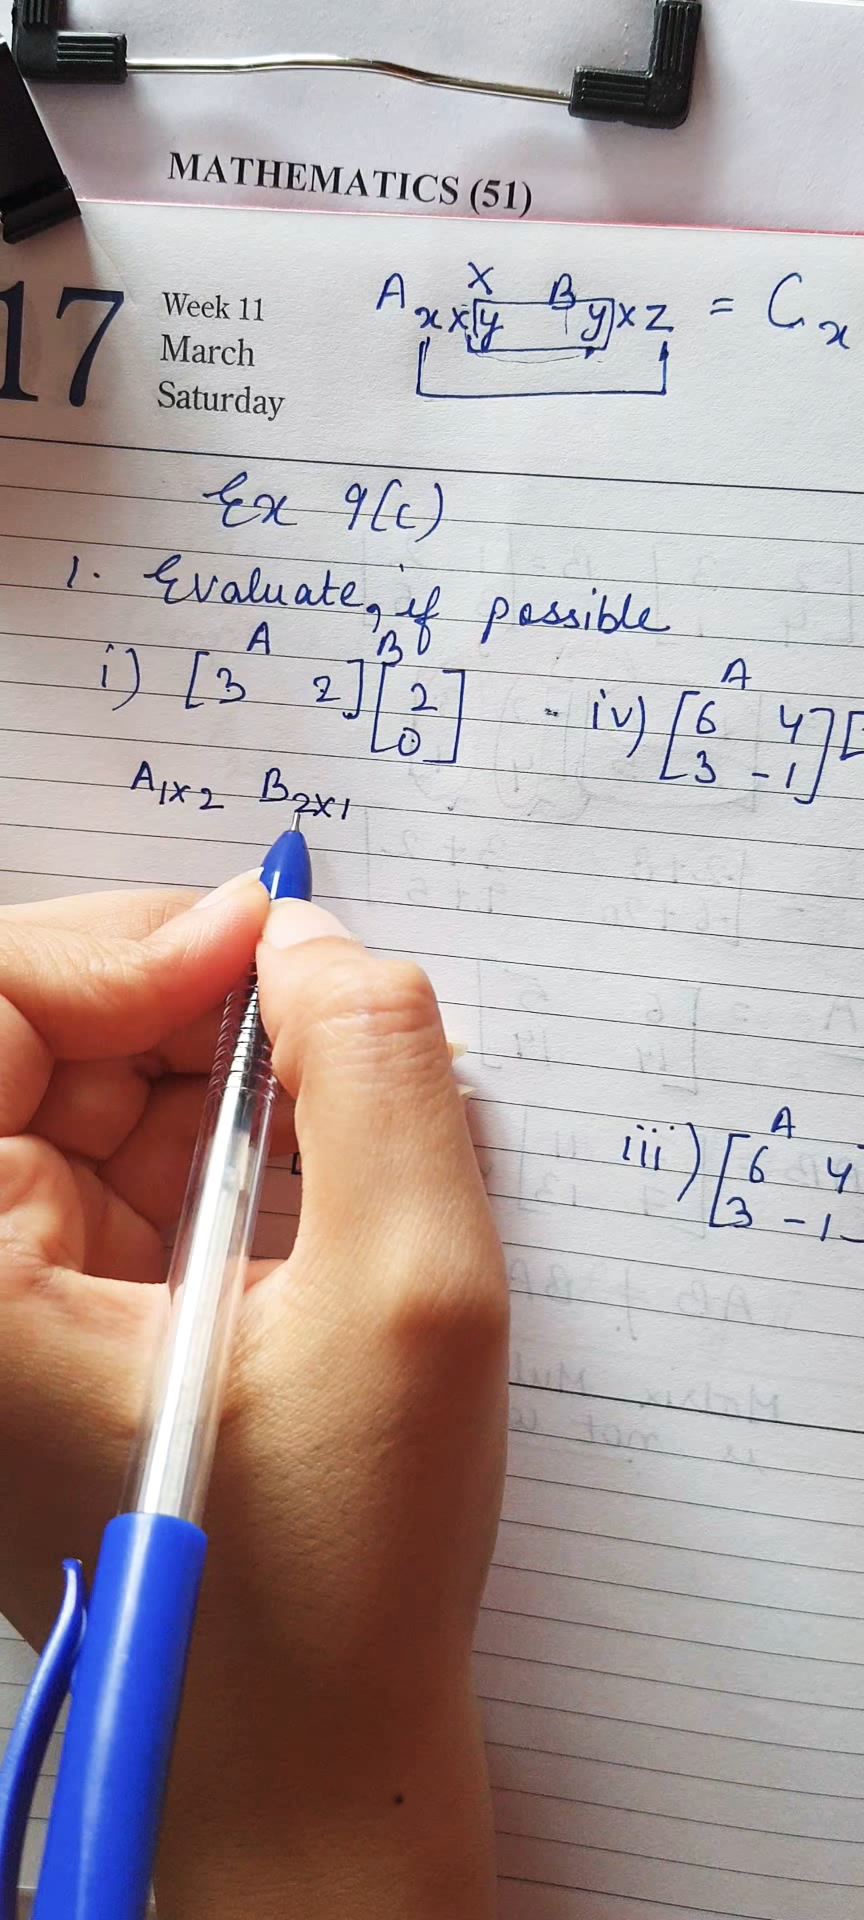 MATHEMATICS (51)
17
Week 11
March
Saturday
X
A x×y B y×z = C x
Ex 9(c)
1. Evaluate, if possible
A B
i) [3 2] [2
0]
A
iv) [6 4
3 -1] [
A1×2 B2×1
A
iii) [6 4
3 -1]